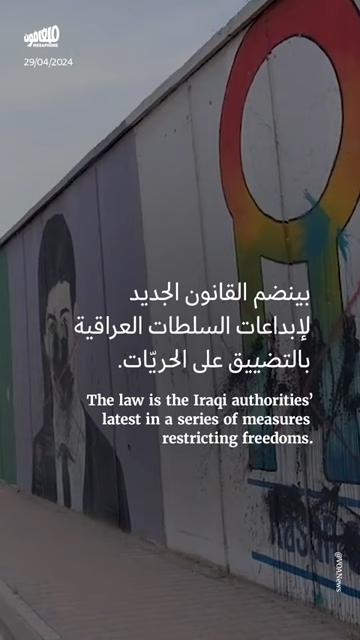 ميغافون
MEGAPHONE
29/04/2024
بينضم القانون الجديد
لإبداعات السلطات العراقية
بالتضييق على الحريّات.
The law is the Iraqi authorities’
latest in a series of measures
restricting freedoms.
@VOANews